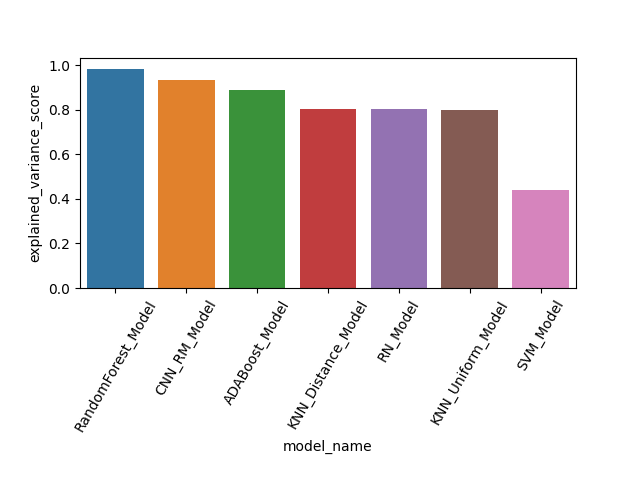 explained_variance_score
1.0
0.8
0.6
0.4
0.2
0.0
RandomForest_Model
CNN_RM_Model
ADABoost_Model
KNN_Distance_Model
RN_Model
KNN_Uniform_Model
SVM_Model
model_name